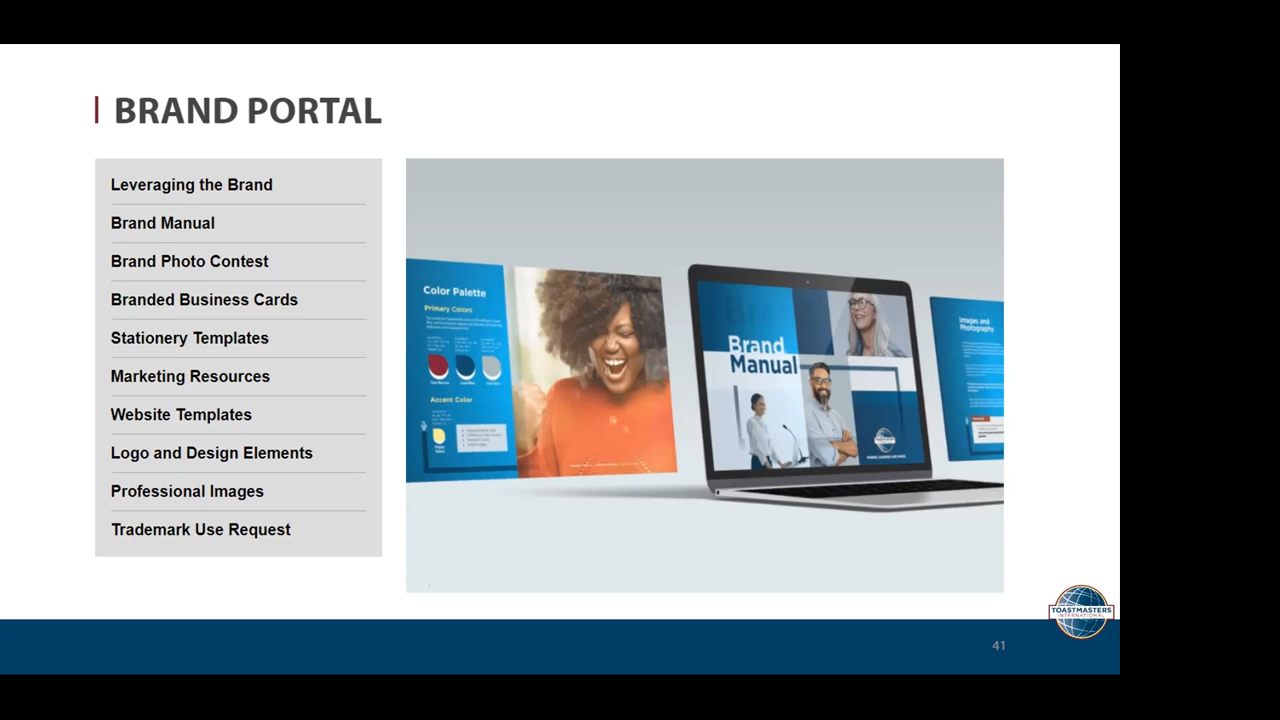 BRAND PORTAL
Leveraging the Brand
Brand Manual
Brand Photo Contest
Branded Business Cards
Stationery Templates
Marketing Resources
Website Templates
Logo and Design Elements
Professional Images
Trademark Use Request
Color Palette
Primary Colors
Accent Color
Brand
Manual
Images and
Photography
TOASTMASTERS
INTERNATIONAL
41